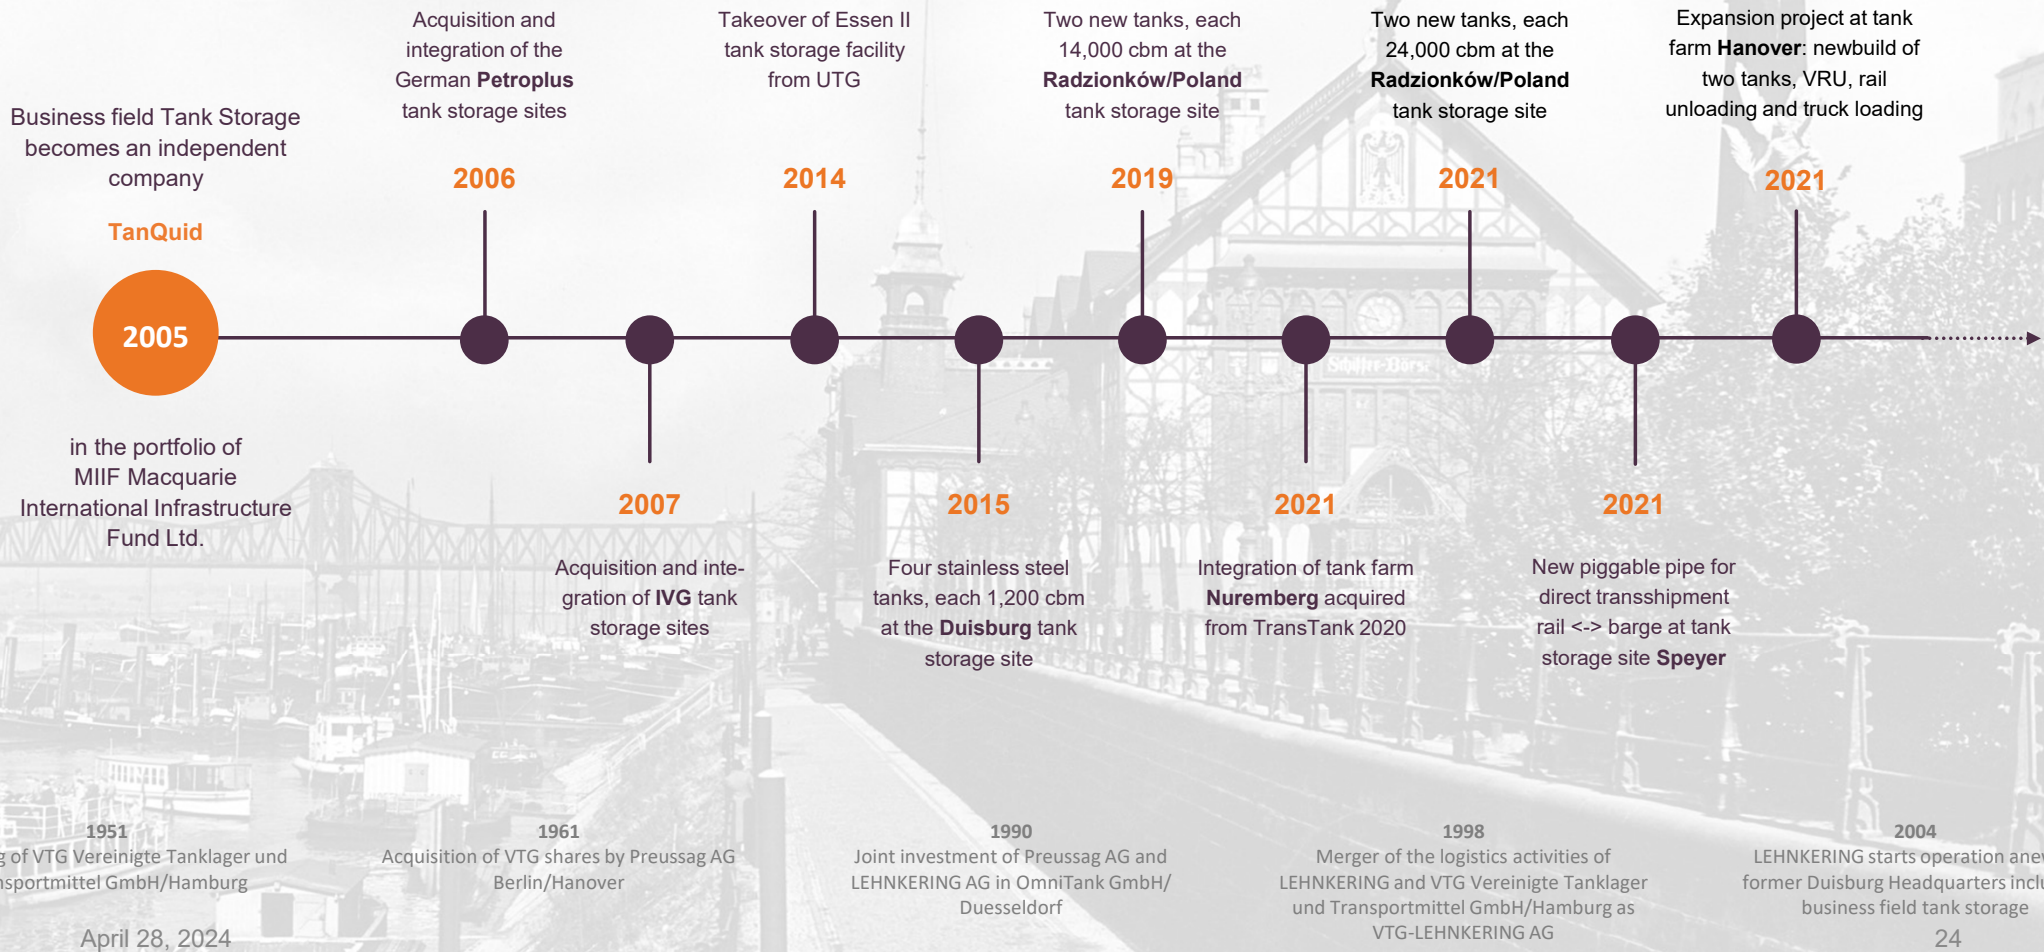 Business field Tank Storage
becomes an independent
company
TanQuid
2005
in the portfolio of
MIIF Macquarie
International Infrastructure
Fund Ltd.
Acquisition and
integration of the
German Petroplus
tank storage sites
2006
2007
Acquisition and inte-
gration of IVG tank
storage sites
Takeover of Essen II
tank storage facility
from UTG
2014
2015
Four stainless steel
tanks, each 1,200 cbm
at the Duisburg tank
storage site
Two new tanks, each
14,000 cbm at the
Radzionków/Poland
tank storage site
2019
2021
Integration of tank farm
Nuremberg acquired
from TransTank 2020
Two new tanks, each
24,000 cbm at the
Radzionków/Poland
tank storage site
2021
2021
New piggable pipe for
direct transshipment
rail <-> barge at tank
storage site Speyer
Expansion project at tank
farm Hanover: newbuild of
two tanks, VRU, rail
unloading and truck loading
2021
Schiffer-Börse
1951
of VTG Vereinigte Tanklager und
GmbH/Hamburg
1961
Acquisition of VTG shares by Preussag AG
Berlin/Hanover
1990
Joint investment of Preussag AG and
LEHNKERING AG in OmniTank GmbH/
Duesseldorf
1998
Merger of the logistics activities of
LEHNKERING and VTG Vereinigte Tanklager
und Transportmittel GmbH/Hamburg as
VTG-LEHNKERING AG
2004
LEHNKERING starts operation
former Duisburg Headquarters
business field tank storage
April 28, 2024
24